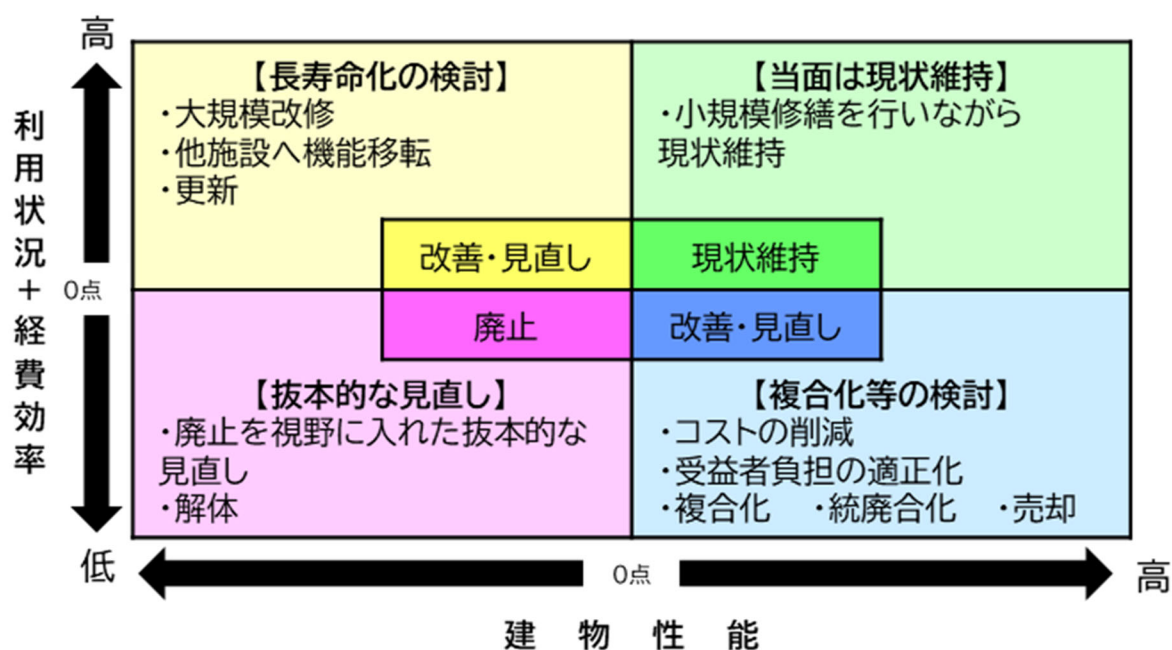 高
利用状況＋経費効率
0点
低
【長寿命化の検討】
・大規模改修
・他施設へ機能移転
・更新
【当面は現状維持】
・小規模修繕を行いながら
現状維持
改善・見直し
現状維持
廃止
改善・見直し
【抜本的な見直し】
・廃止を視野に入れた抜本的な
見直し
・解体
【複合化等の検討】
・コストの削減
・受益者負担の適正化
・複合化　・統廃合化　・売却
0点
高
建物性能